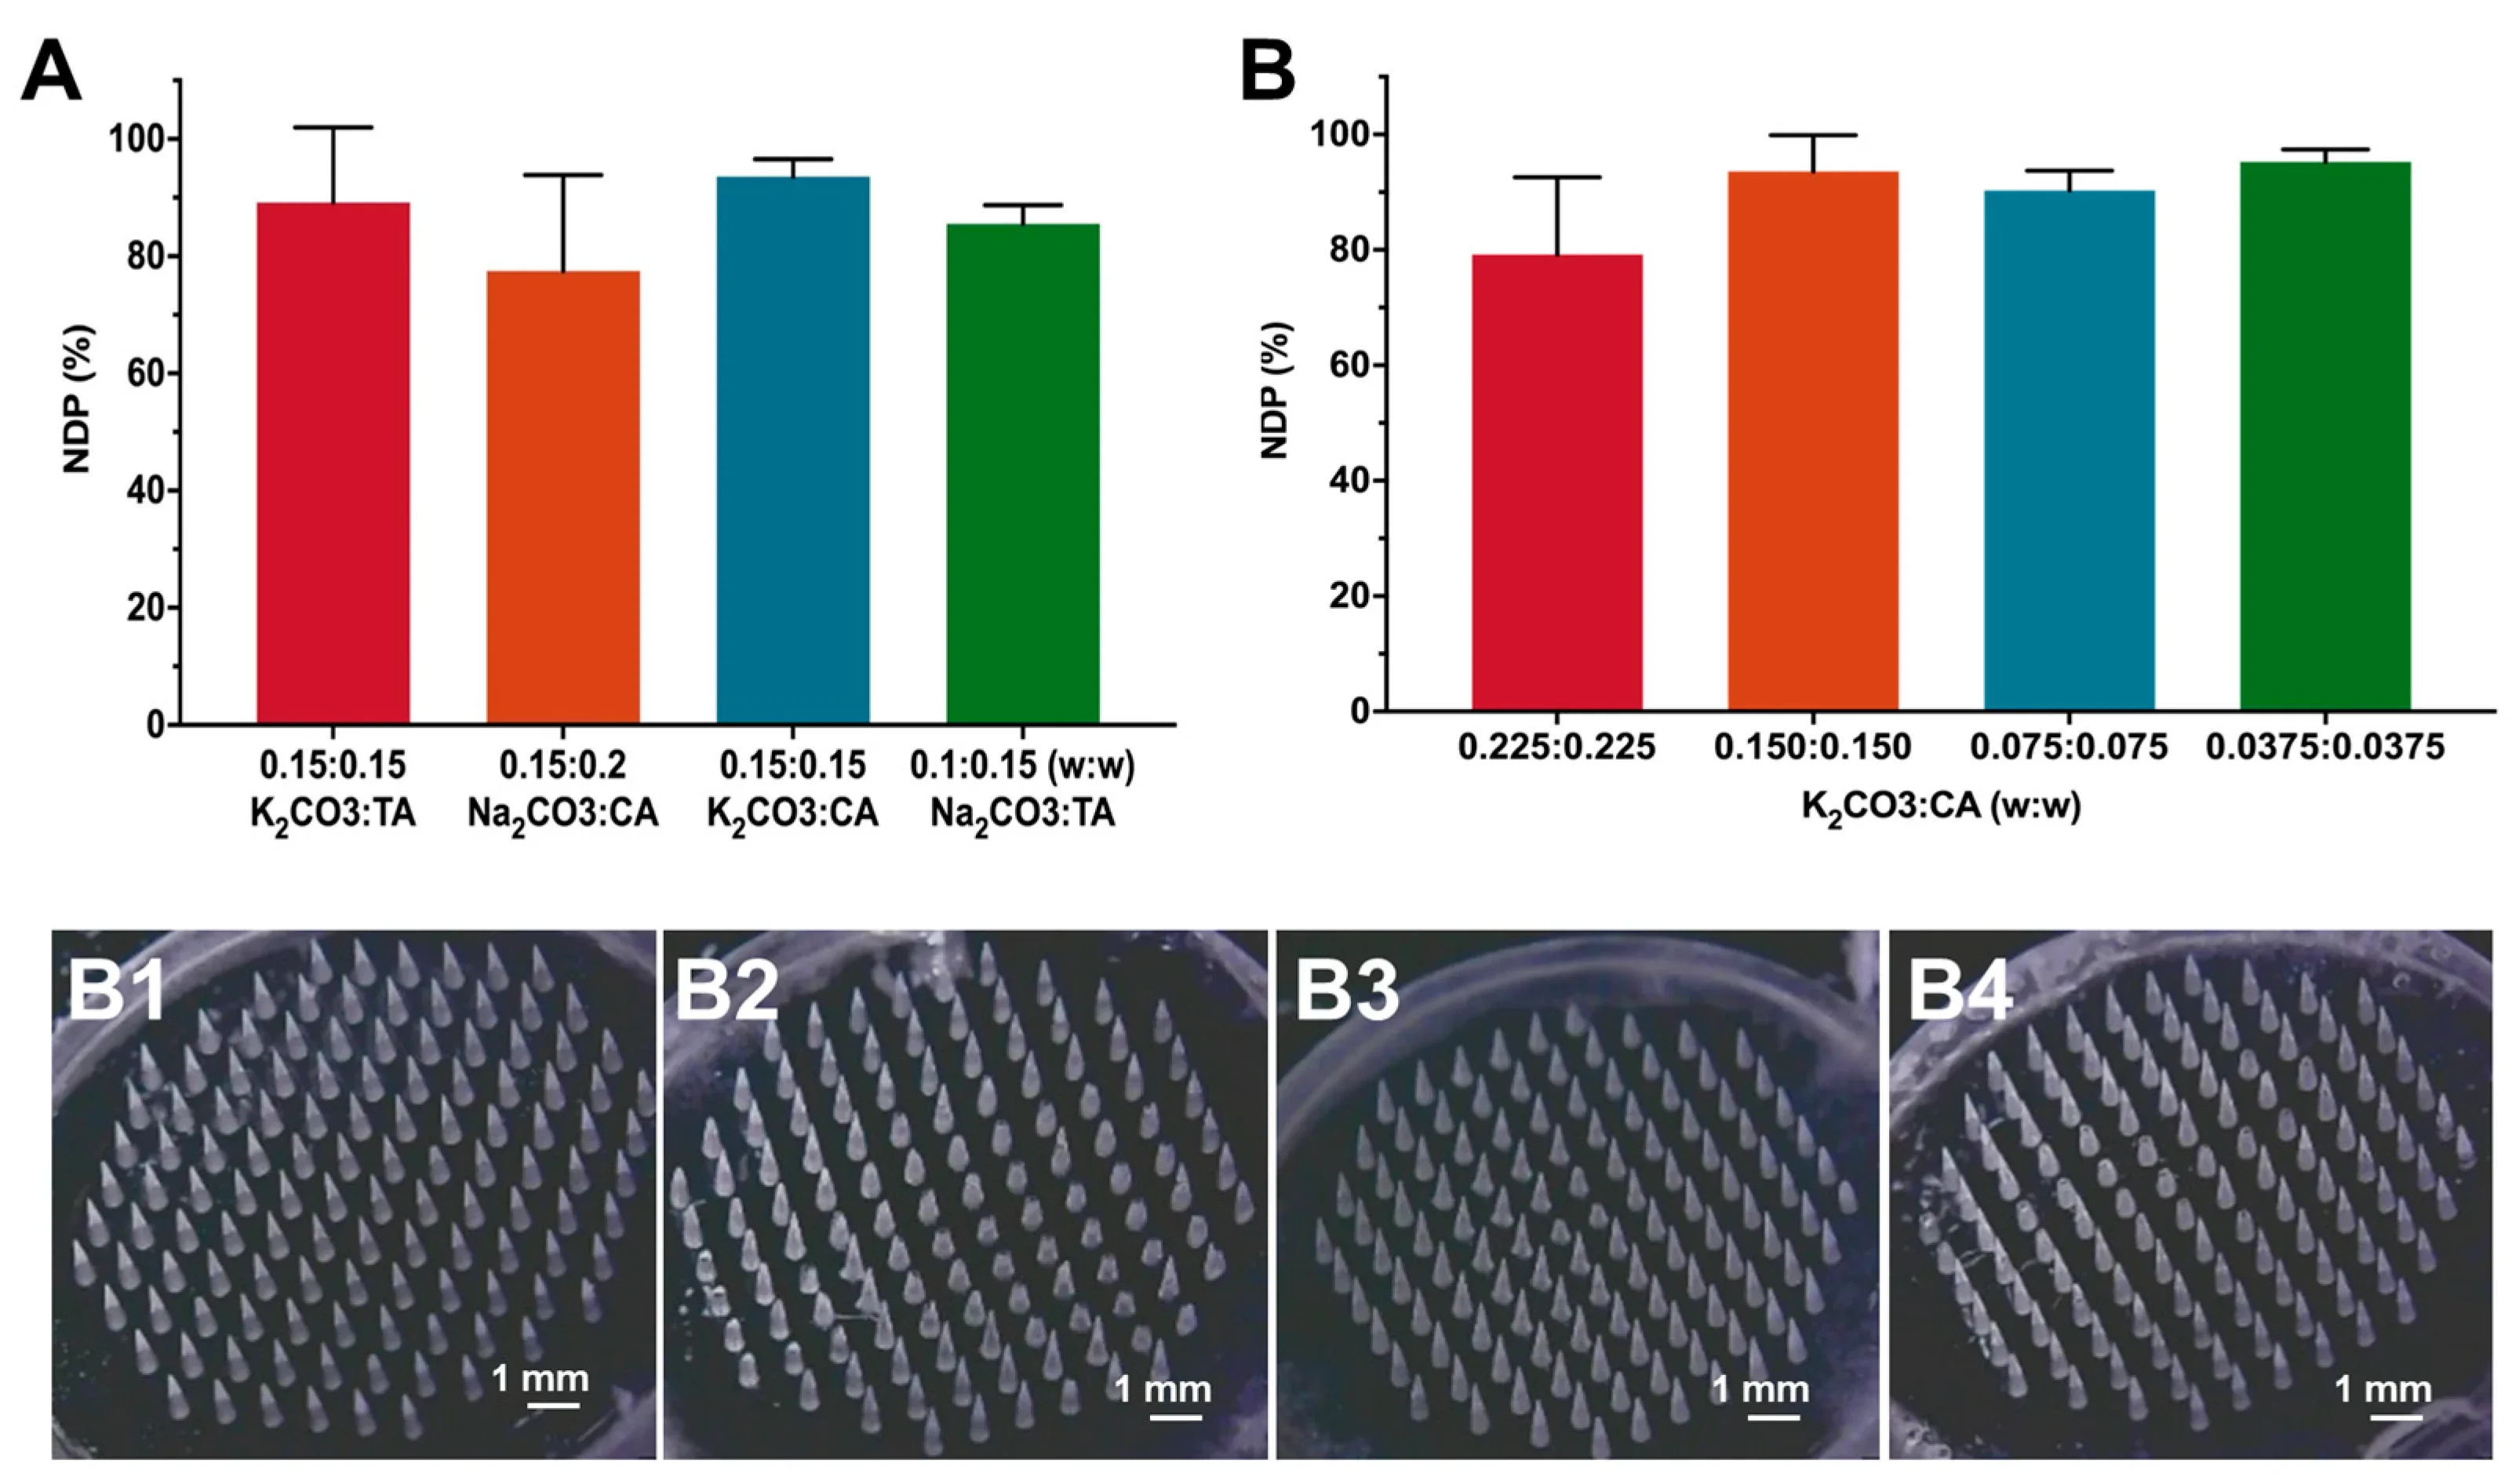 A
NDP (%)
100
80
60
40
20
0
0.15:0.15
K₂CO3:TA
0.15:0.2
Na₂CO3:CA
0.15:0.15
K₂CO3:CA
0.1:0.15 (w:w)
Na₂CO3:TA
B
NDP (%)
100
80
60
40
20
0
0.225:0.225
0.150:0.150
0.075:0.075
0.0375:0.0375
K₂CO3:CA (w:w)
B1
1 mm
B2
1 mm
B3
1 mm
B4
1 mm